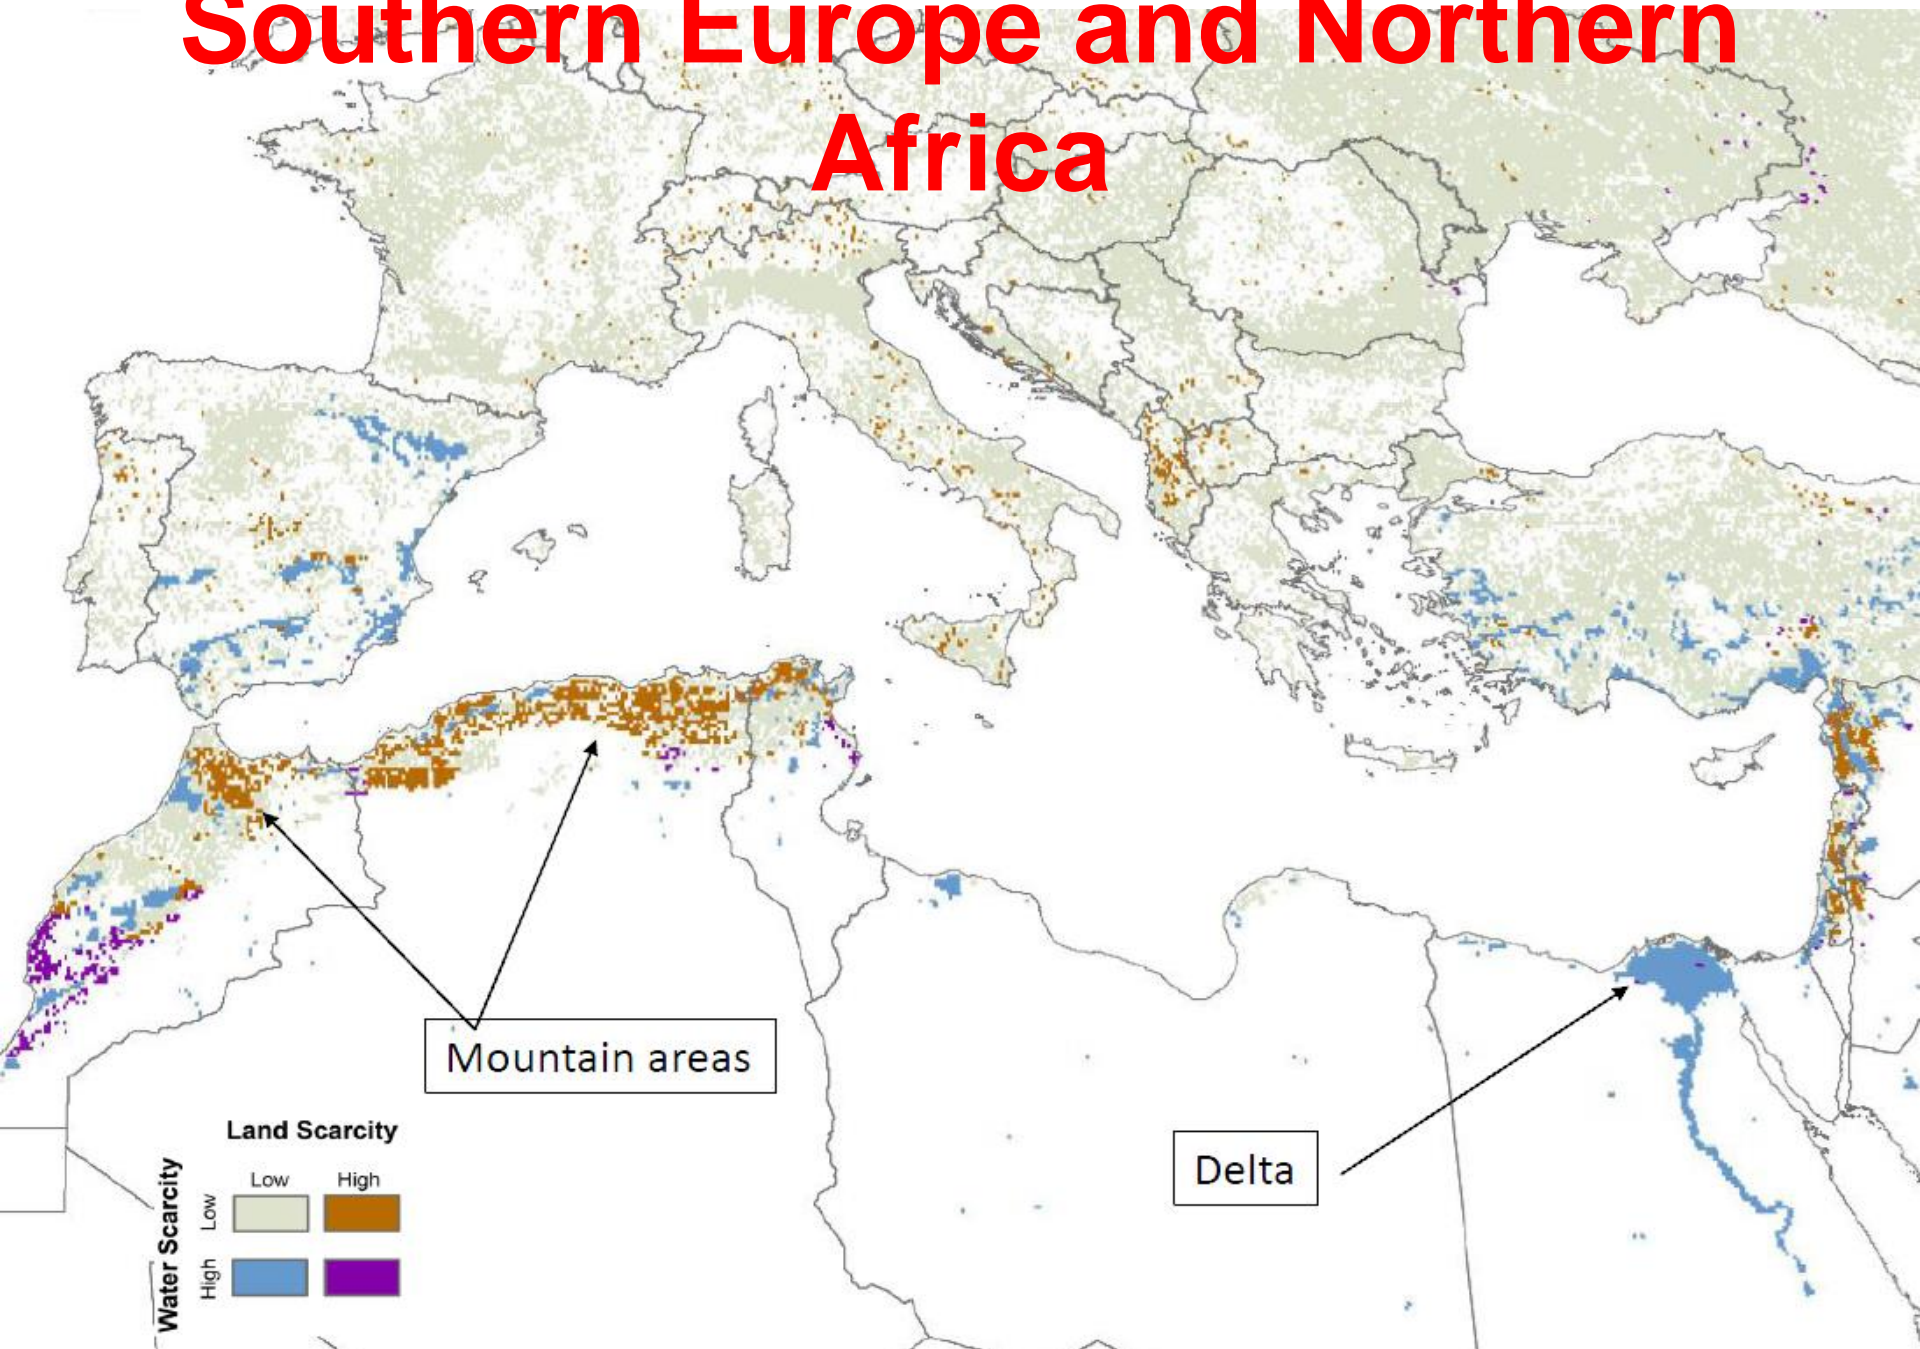 Southern Europe and Northern
Africa
Mountain areas
Delta
Land Scarcity
Low High
Water Scarcity
Low
High